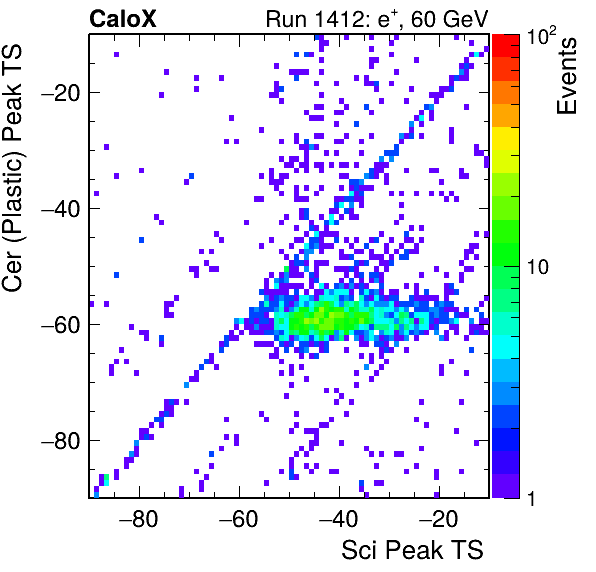 CaloX
Run 1412: e+, 60 GeV
Cer (Plastic) Peak TS
−20
−40
−60
−80
−80
−60
−40
−20
Sci Peak TS
10²
10
1
Events